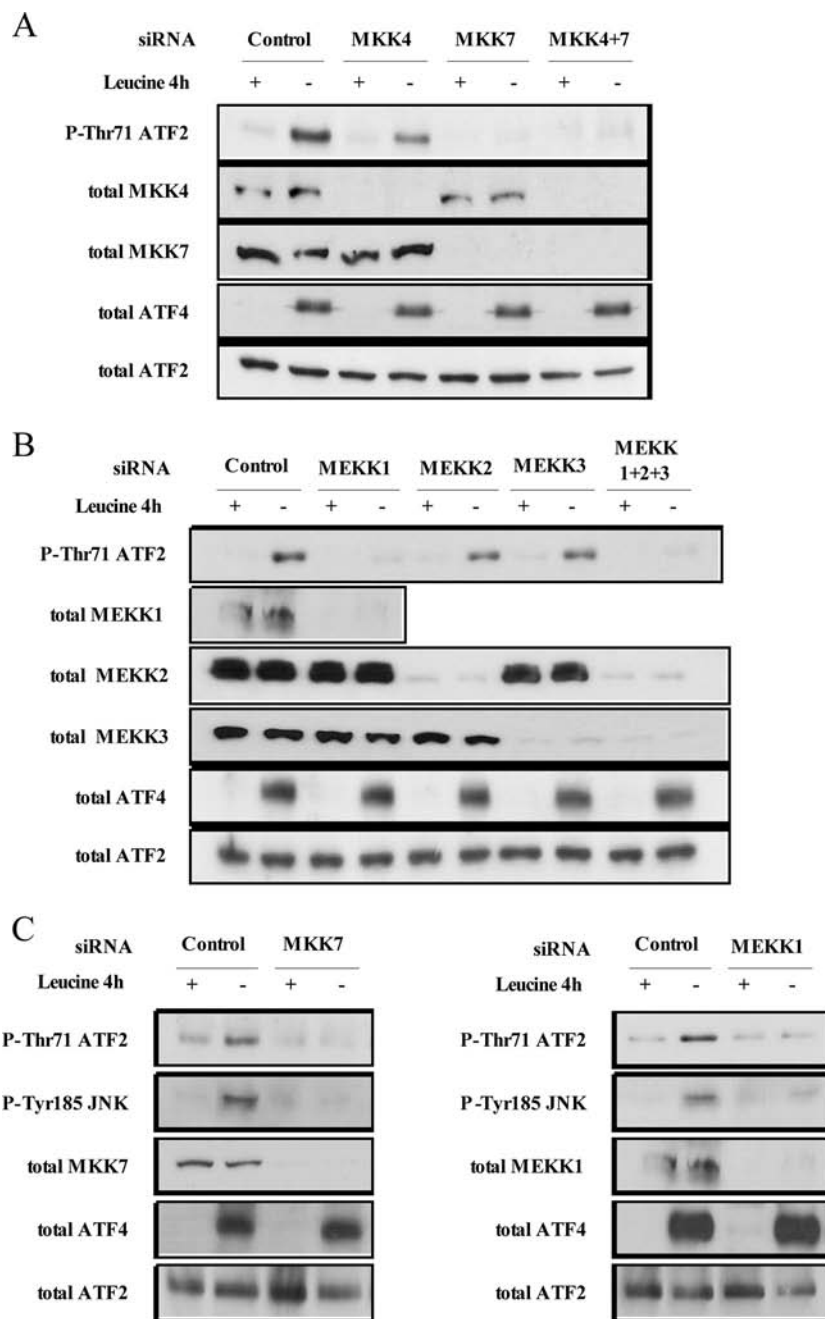 A
siRNA Control MKK4 MKK7 MKK4+7
Leucine 4h + - + - + - + -
P-Thr71 ATF2
total MKK4
total MKK7
total ATF4
total ATF2
B
siRNA Control MEKK1 MEKK2 MEKK3 MEKK 1+2+3
Leucine 4h + - + - + - + - + -
P-Thr71 ATF2
total MEKK1
total MEKK2
total MEKK3
total ATF4
total ATF2
C
siRNA Control MKK7
Leucine 4h + - + -
P-Thr71 ATF2
P-Tyr185 JNK
total MKK7
total ATF4
total ATF2
siRNA Control MEKK1
Leucine 4h + - + -
P-Thr71 ATF2
P-Tyr185 JNK
total MEKK1
total ATF4
total ATF2